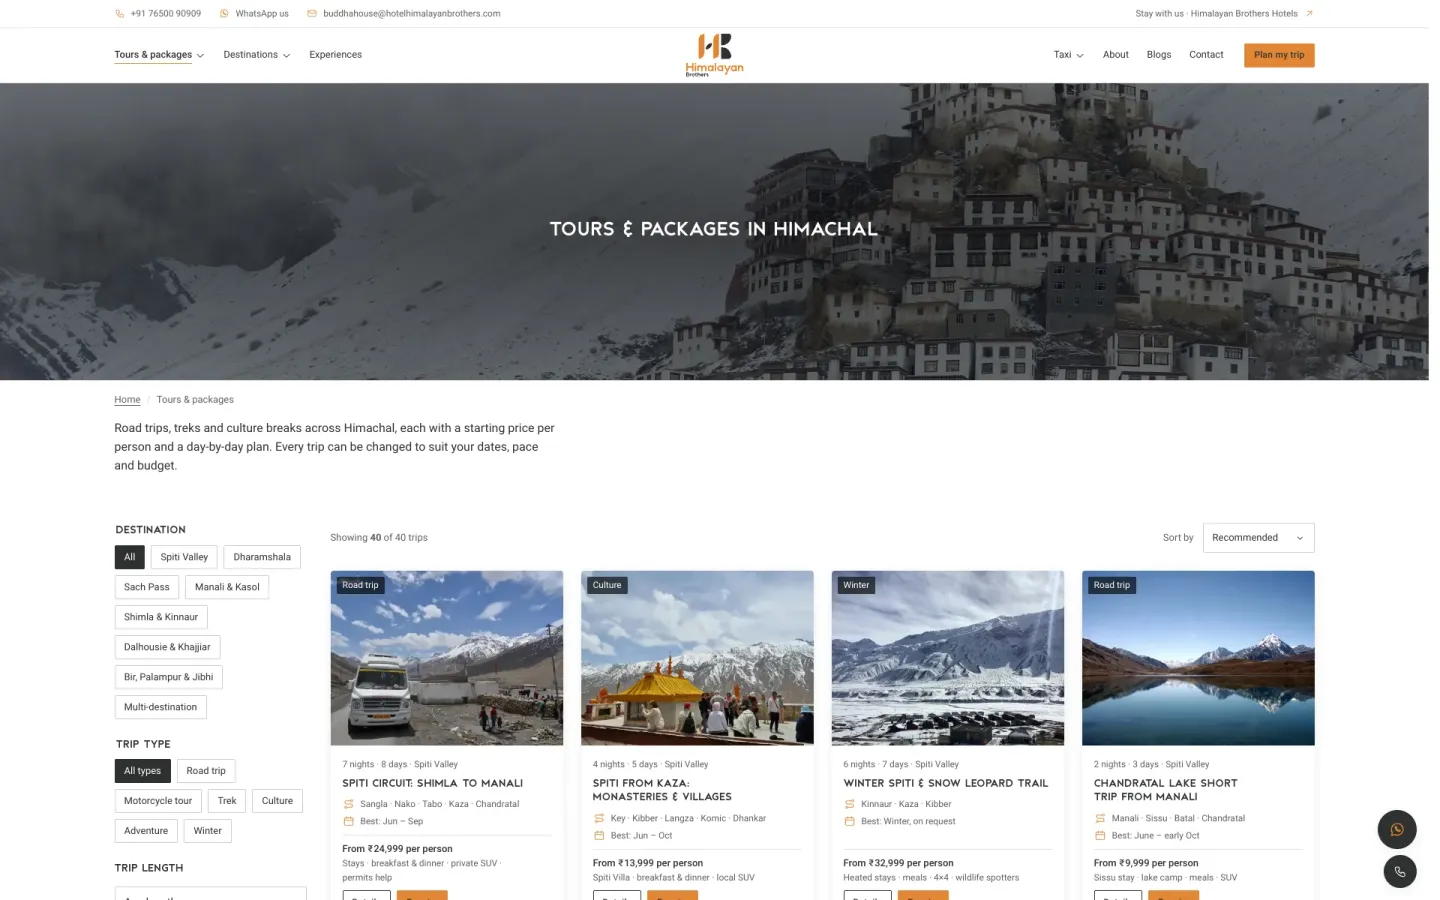 +91 76500 90909
WhatsApp us
buddhahouse@hotelhimalayanbrothers.com
Stay with us · Himalayan Brothers Hotels
Tours & packages
Destinations
Experiences
HB
Himalayan
Brothers
Taxi
About
Blogs
Contact
Plan my trip
TOURS & PACKAGES IN HIMACHAL
Home / Tours & packages
Road trips, treks and culture breaks across Himachal, each with a starting price per
person and a day-by-day plan. Every trip can be changed to suit your dates, pace
and budget.
DESTINATION
All
Spiti Valley
Dharamshala
Sach Pass
Manali & Kasol
Shimla & Kinnaur
Dalhousie & Khajjiar
Bir, Palampur & Jibhi
Multi-destination
TRIP TYPE
All types
Road trip
Motorcycle tour
Trek
Culture
Adventure
Winter
TRIP LENGTH
Showing 40 of 40 trips
Sort by
Recommended
Road trip
7 nights · 8 days · Spiti Valley
SPITI CIRCUIT: SHIMLA TO MANALI
Sangla · Nako · Tabo · Kaza · Chandratal
Best: Jun – Sep
From ₹24,999 per person
Stays · breakfast & dinner · private SUV ·
permits help
Culture
4 nights · 5 days · Spiti Valley
SPITI FROM KAZA:
MONASTERIES & VILLAGES
Key · Kibber · Langza · Komic · Dhankar
Best: Jun – Oct
From ₹13,999 per person
Spiti Villa · breakfast & dinner · local SUV
Winter
6 nights · 7 days · Spiti Valley
WINTER SPITI & SNOW LEOPARD TRAIL
Kinnaur · Kaza · Kibber
Best: Winter, on request
From ₹32,999 per person
Heated stays · meals · 4×4 · wildlife spotters
Road trip
2 nights · 3 days · Spiti Valley
CHANDRATAL LAKE SHORT
TRIP FROM MANALI
Manali · Sissu · Batal · Chandratal
Best: June – early Oct
From ₹9,999 per person
Sissu stay · lake camp · meals · SUV